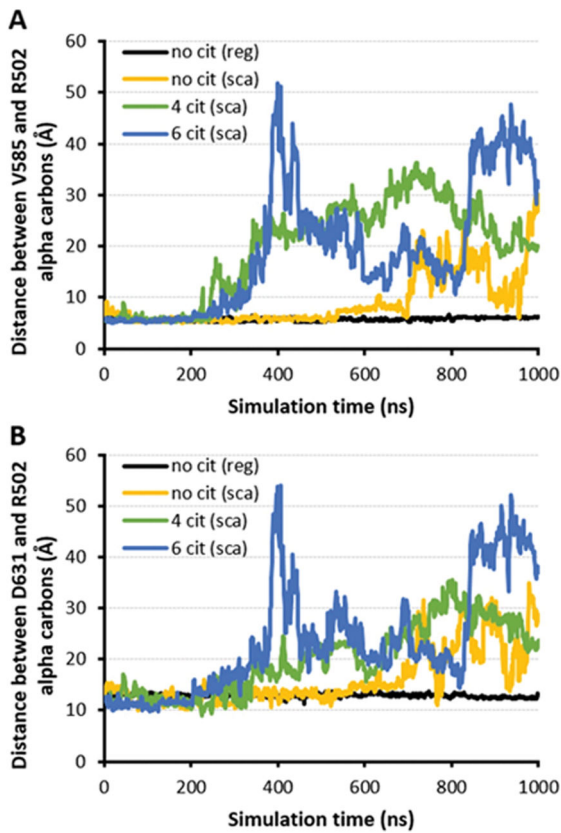 A
Distance between V585 and R502
alpha carbons (Å)
60
50
40
30
20
10
0
no cit (reg)
no cit (sca)
4 cit (sca)
6 cit (sca)
0 200 400 600 800 1000
Simulation time (ns)
B
Distance between D631 and R502
alpha carbons (Å)
60
50
40
30
20
10
0
no cit (reg)
no cit (sca)
4 cit (sca)
6 cit (sca)
0 200 400 600 800 1000
Simulation time (ns)